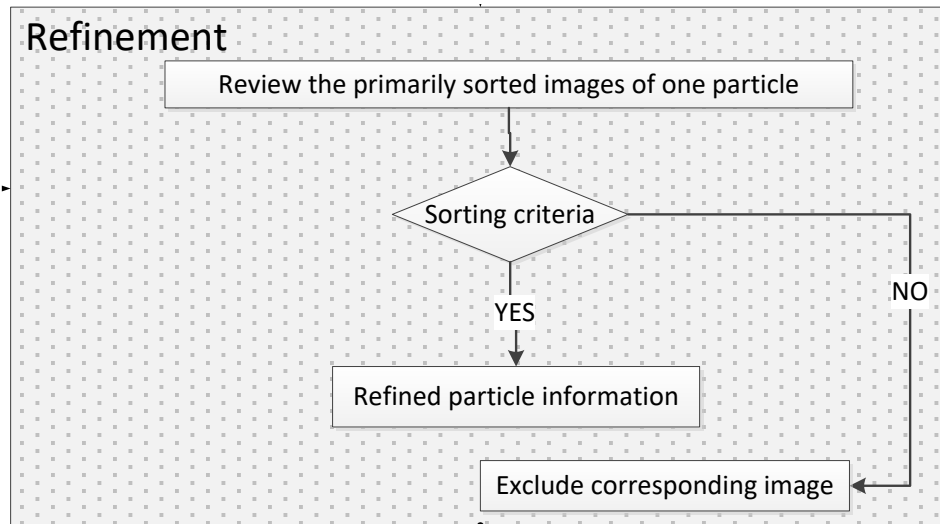 Refinement
Review the primarily sorted images of one particle
Sorting criteria
YES
NO
Refined particle information
Exclude corresponding image